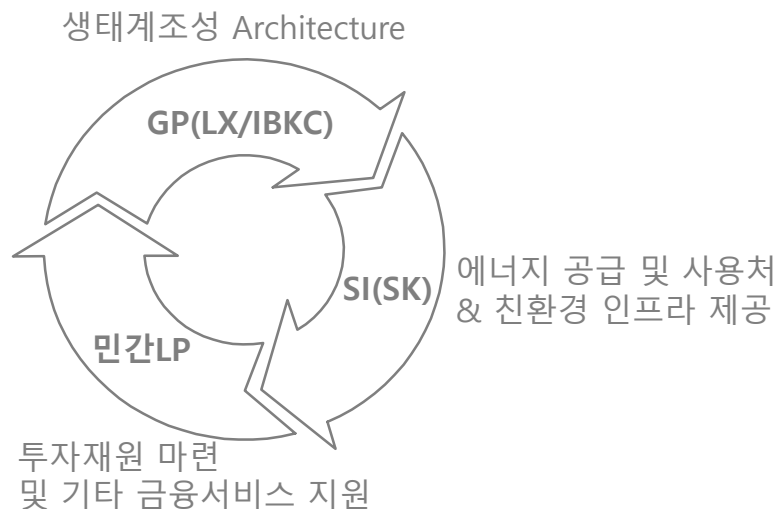 생태계조성 Architecture
GP(LX/IBKC)
SI(SK)
에너지 공급 및 사용처
& 친환경 인프라 제공
민간LP
투자재원 마련
및 기타 금융서비스 지원